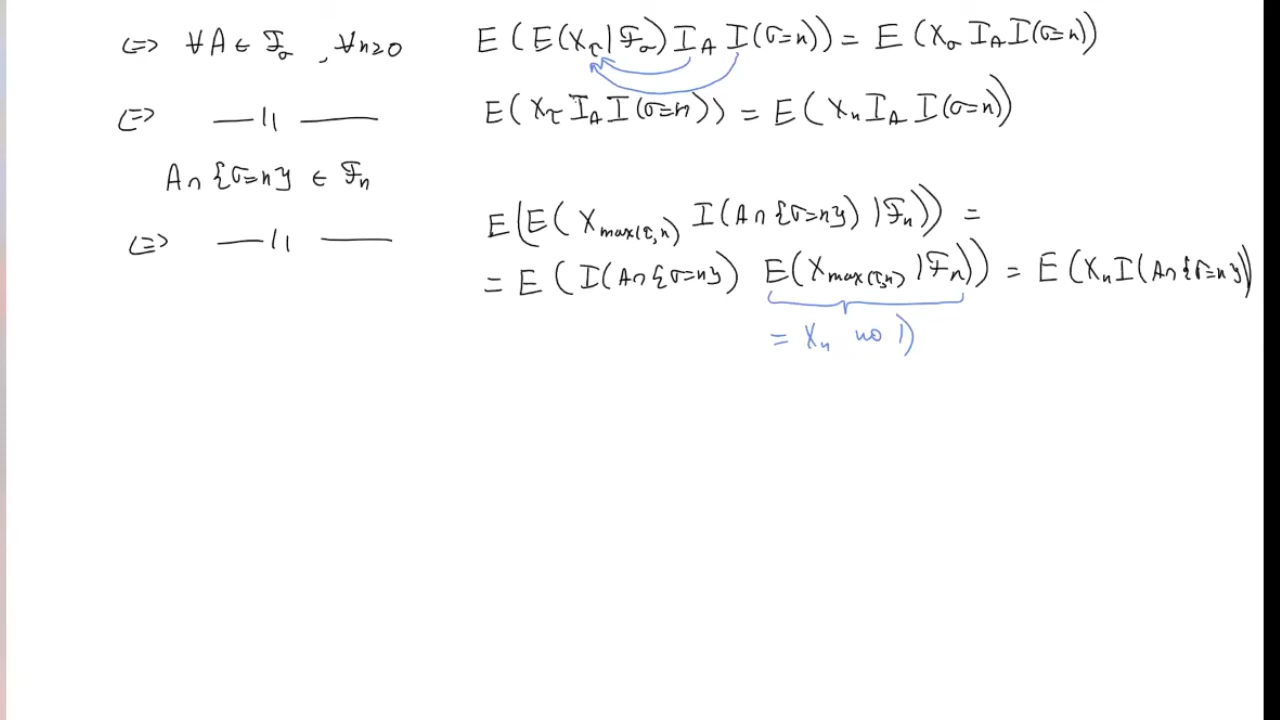 ⇔ ∀A ∈ ℱ_σ , ∀n≥0 E(E(X_τ|ℱ_σ) I_A I(σ=n)) = E(X_σ I_A I(σ=n))
⇔ —〃— E(X_τ I_A I(σ=n)) = E(X_n I_A I(σ=n))
A∩{σ=n} ∈ ℱ_n
E(E(X_max(τ,n) I(A∩{σ=n}) | ℱ_n)) =
⇔ —〃—
= E(I(A∩{σ=n}) E(X_max(τ,n) | ℱ_n)) = E(X_n I(A∩{σ=n}))
= X_n по 1)